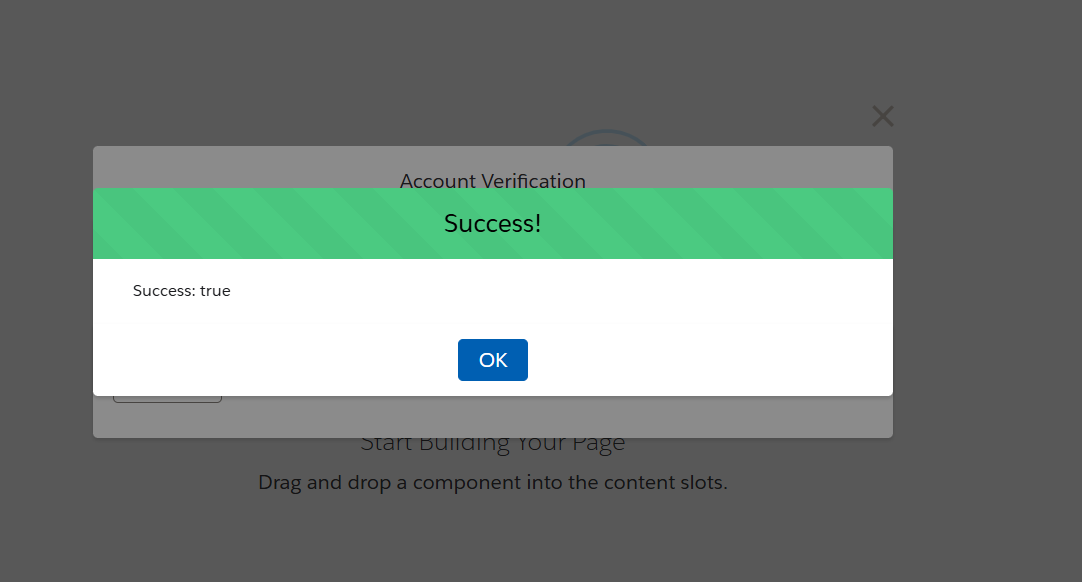 Account Verification
Success!
Success: true
OK
Start Building Your Page
Drag and drop a component into the content slots.